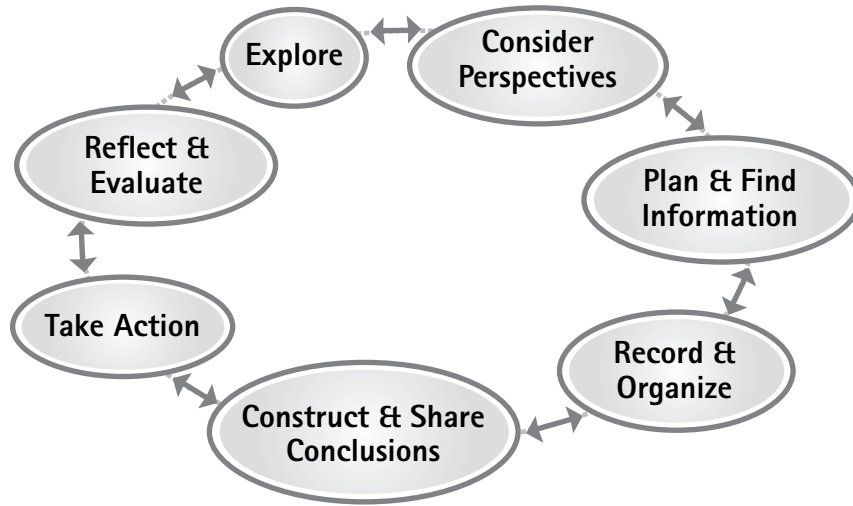 Explore
Consider
Perspectives
Plan & Find
Information
Record &
Organize
Construct & Share
Conclusions
Take Action
Reflect &
Evaluate